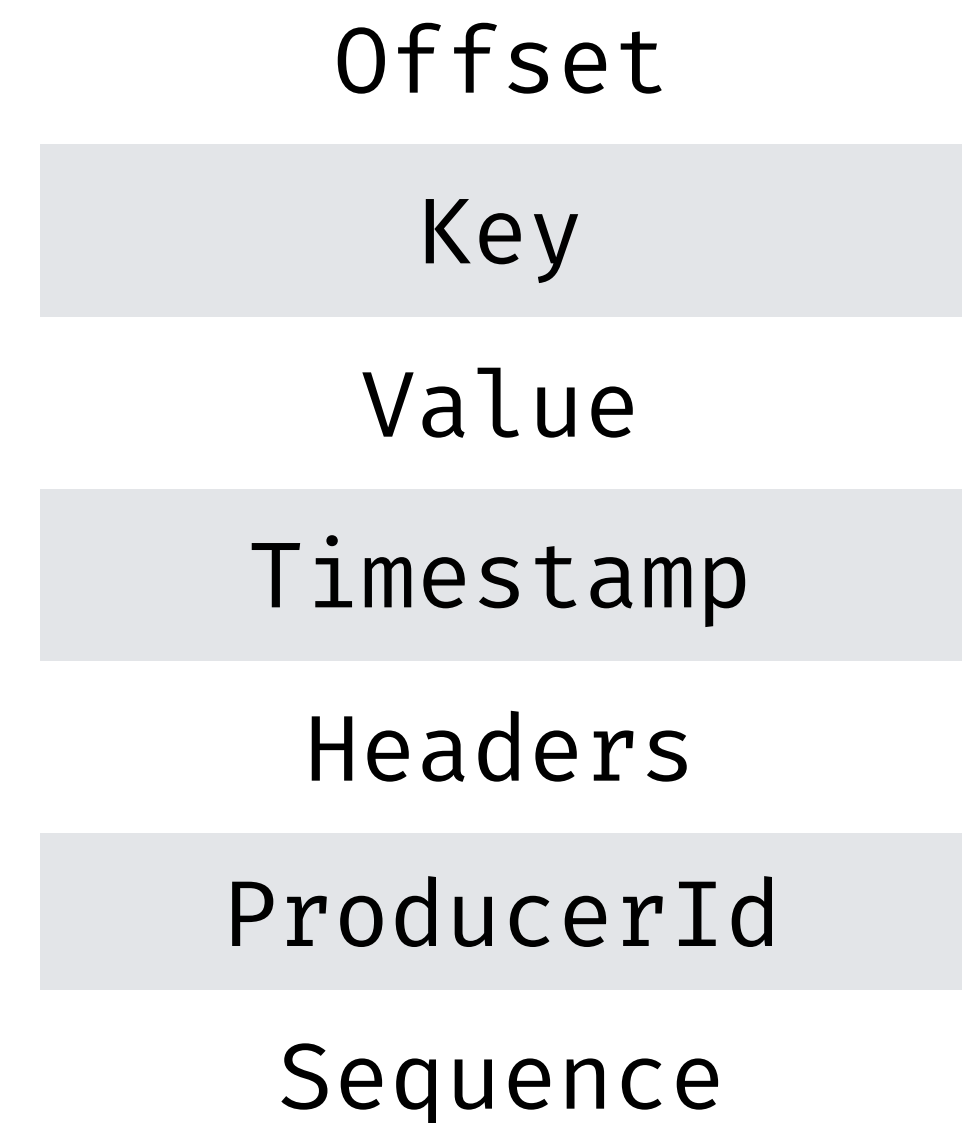 Offset
Key
Value
Timestamp
Headers
ProducerId
Sequence